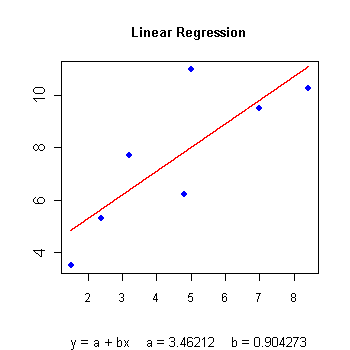 Linear Regression
10
8
6
4
2 3 4 5 6 7 8
y = a + bx a = 3.46212 b = 0.904273